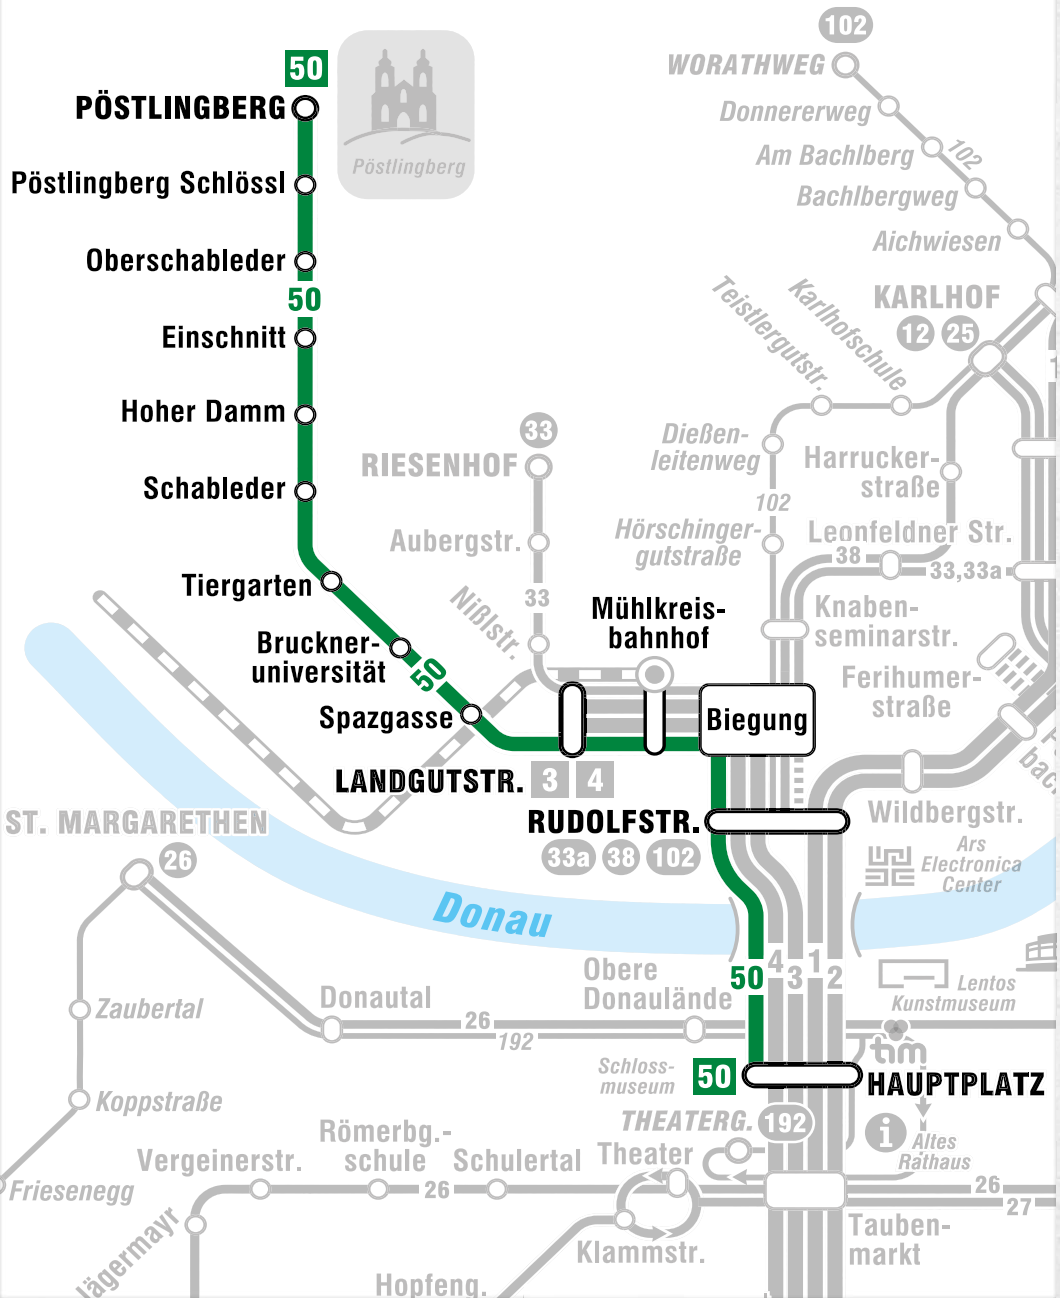 102
50
WORATHWEG
PÖSTLINGBERG
Donnererweg
Am Bachlberg
102
Pöstlingberg
Pöstlingberg Schlössl
Bachlbergweg
Aichwiesen
Oberschableder
50
Teistlergutstr.
Karlhofschule
KARLHOF
12 25
Einschnitt
Hoher Damm
33
Dießen-
leitenweg
Harrucker-
straße
RIESENHOF
Schableder
102
Aubergstr.
Hörschinger-
gutstraße
Leonfeldner Str.
38
33,33a
Tiergarten
33
Nißlstr.
Mühlkreis-
bahnhof
Knaben-
seminarstr.
Bruckner-
universität
50
Ferihumer-
straße
Spazgasse
Biegung
LANDGUTSTR. 3 4
RUDOLFSTR.
33a 38 102
Wildbergstr.
ST. MARGARETHEN
26
Ars
Electronica
Center
Donau
50 4 3 1 2
Obere
Donaulände
Lentos
Kunstmuseum
Zaubertal
Donautal
26
192
tim
Schloss-
museum
50
HAUPTPLATZ
Koppstraße
THEATERG. 192
i
Altes
Rathaus
Römerbg.-
schule
Vergeinerstr.
Schulertal
Theater
Friesenegg
26
26
27
Jägermayr
Klammstr.
Tauben-
markt
Hopfeng.